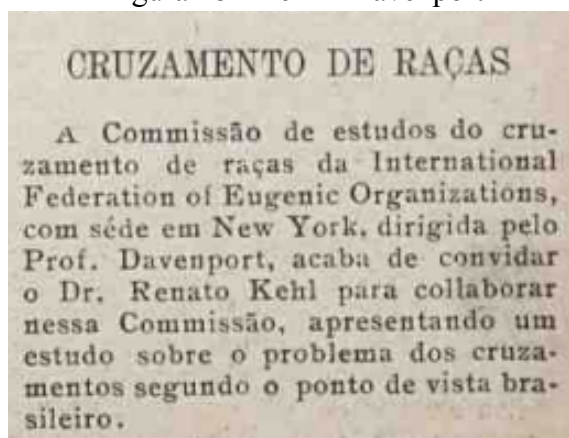 CRUZAMENTO DE RAÇAS
A Commissão de estudos do cru-
zamento de raças da International
Federation of Eugenic Organizations,
com séde em New York, dirigida pelo
Prof. Davenport, acaba de convidar
o Dr. Renato Kehl para collaborar
nessa Commissão, apresentando um
estudo sobre o problema dos cruza-
mentos segundo o ponto de vista bra-
sileiro.